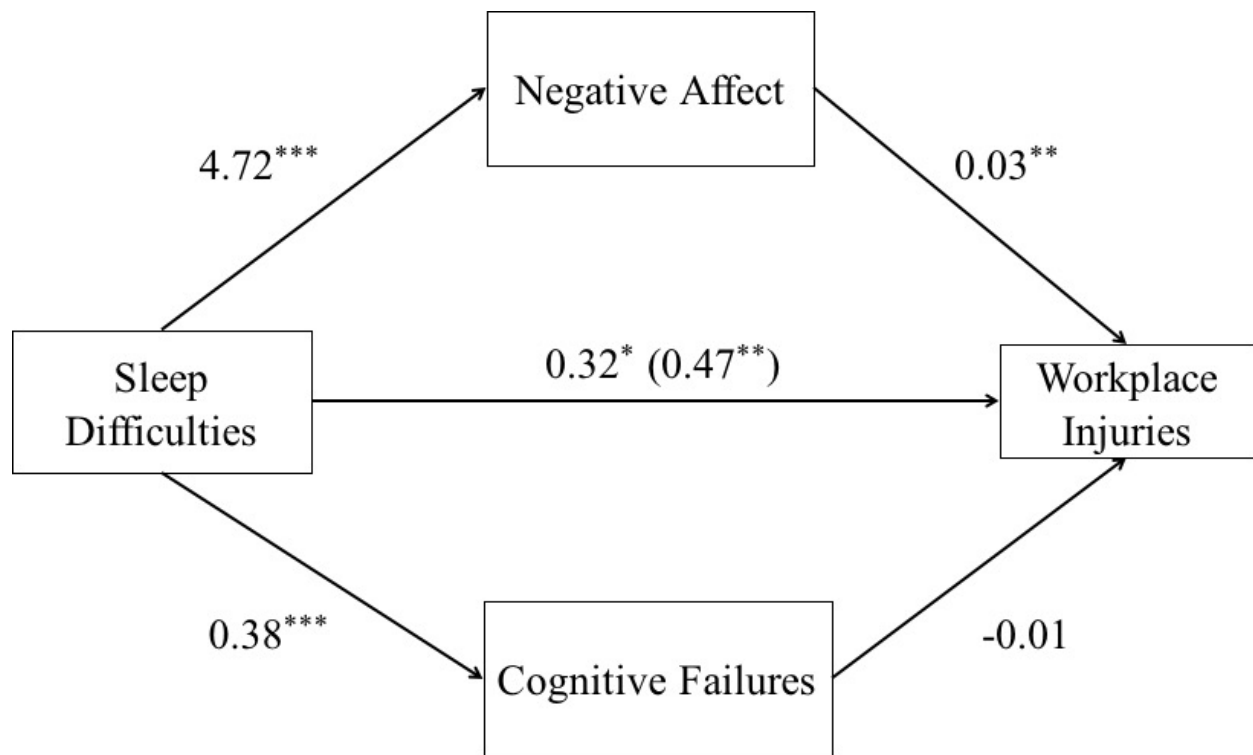 Negative Affect
4.72***
0.03**
Sleep
Difficulties
0.32* (0.47**)
Workplace
Injuries
0.38***
-0.01
Cognitive Failures